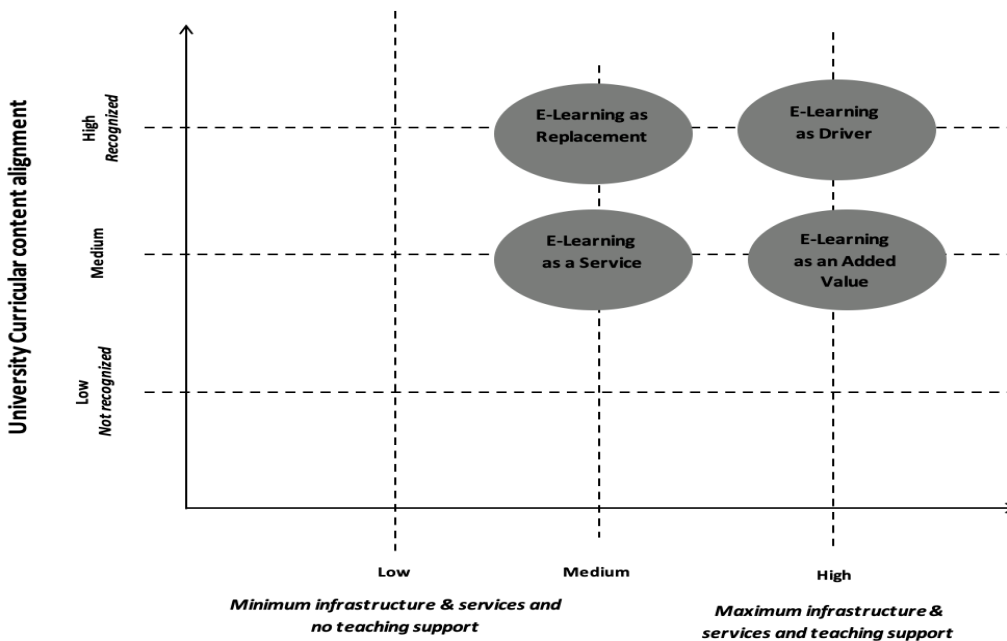 University Curricular content alignment
High
Recognized
Medium
Low
Not recognized
E-Learning as
Replacement
E-Learning
as Driver
E-Learning
as a Service
E-Learning
as an Added
Value
Low
Medium
High
Minimum infrastructure & services and
no teaching support
Maximum infrastructure &
services and teaching support